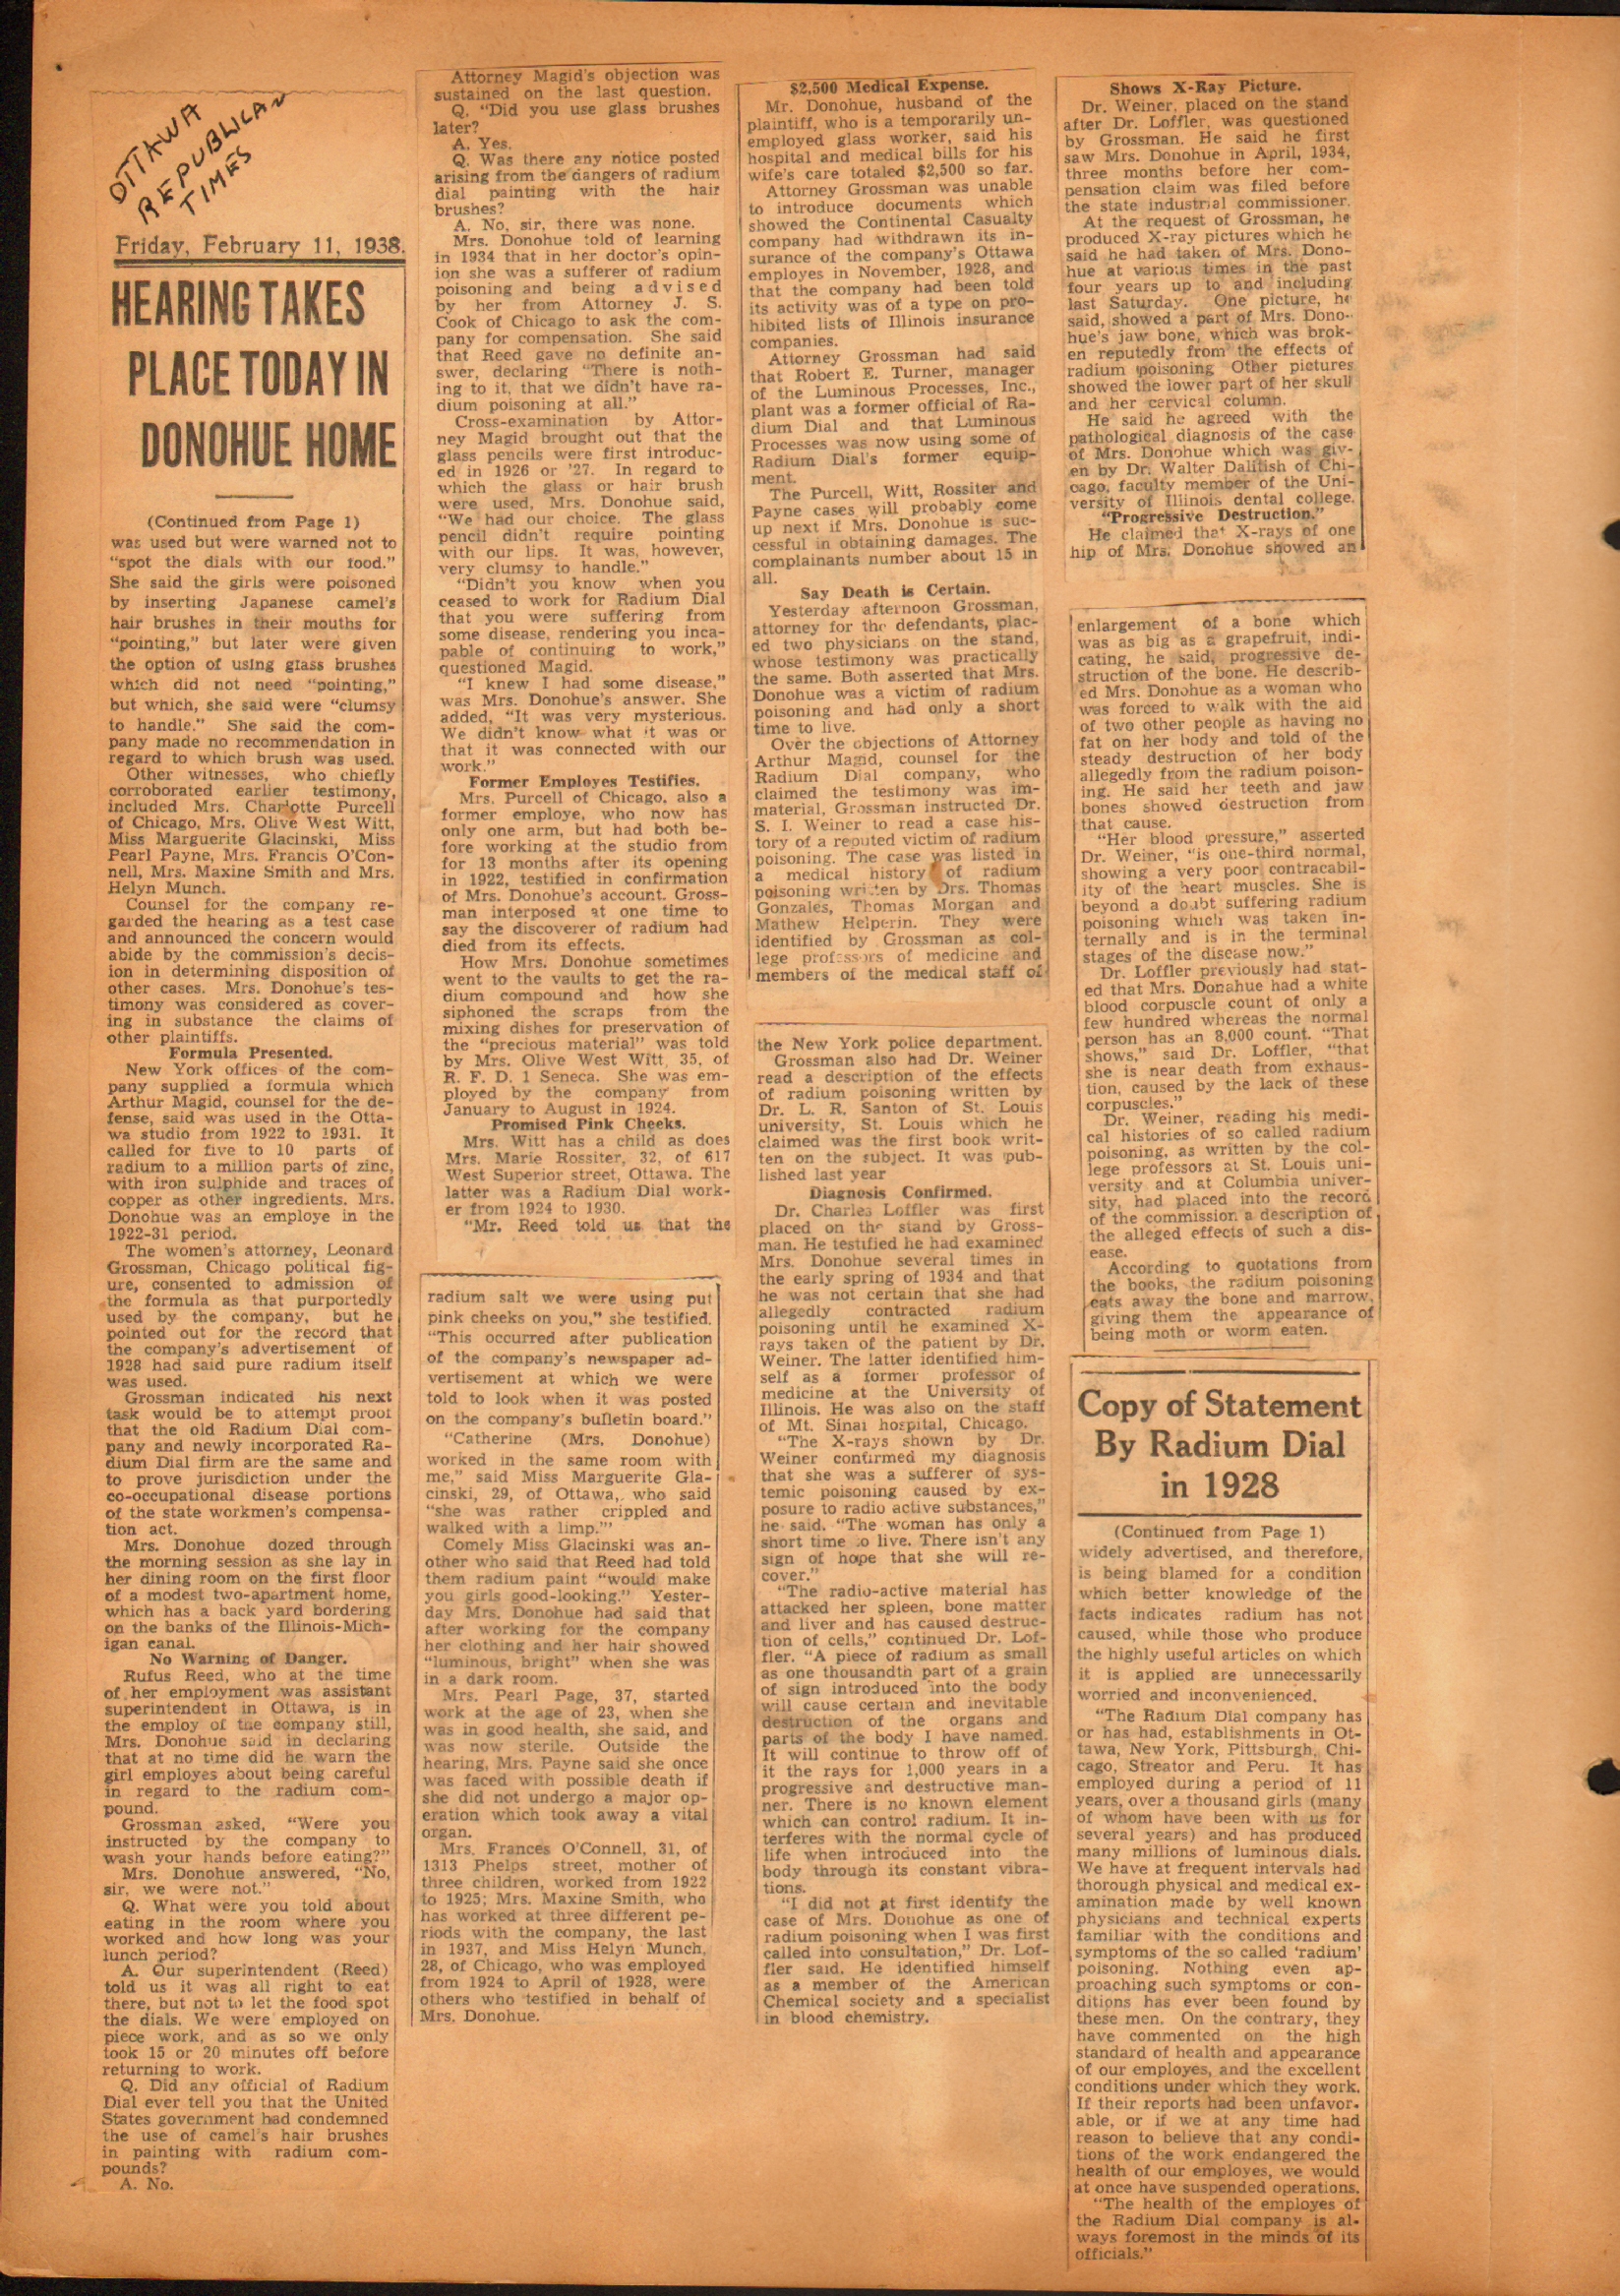 OTTAWA
REPUBLICAN
TIMES
Friday, February 11, 1938.
HEARING TAKES
PLACE TODAY IN
DONOHUE HOME
(Continued from Page 1)
was used but were warned not to
"spot the dials with our food."
She said the girls were poisoned
by inserting Japanese camel's
hair brushes in their mouths for
"pointing," but later were given
the option of using glass brushes
which did not need "pointing,"
but which, she said were "clumsy
to handle." She said the com-
pany made no recommendation in
regard to which brush was used.
Other witnesses, who chiefly
corroborated earlier testimony,
included Mrs. Charlotte Purcell
of Chicago, Mrs. Olive West Witt,
Miss Marguerite Glacinski, Miss
Pearl Payne, Mrs. Francis O'Con-
nell, Mrs. Maxine Smith and Mrs.
Helyn Munch.
Counsel for the company re-
garded the hearing as a test case
and announced the concern would
abide by the commission's decis-
ion in determining disposition of
other cases. Mrs. Donohue's tes-
timony was considered as cover-
ing in substance the claims of
other plaintiffs.
Formula Presented.
New York offices of the com-
pany supplied a formula which
Arthur Magid, counsel for the de-
fense, said was used in the Otta-
wa studio from 1922 to 1931. It
called for five to 10 parts of
radium to a million parts of zinc,
with iron sulphide and traces of
copper as other ingredients. Mrs.
Donohue was an employe in the
1922-31 period.
The women's attorney, Leonard
Grossman, Chicago political fig-
ure, consented to admission of
the formula as that purportedly
used by the company, but he
pointed out for the record that
the company's advertisement of
1928 had said pure radium itself
was used.
Grossman indicated his next
task would be to attempt proof
that the old Radium Dial com-
pany and newly incorporated Ra-
dium Dial firm are the same and
to prove jurisdiction under the
co-occupational disease portions
of the state workmen's compensa-
tion act.
Mrs. Donohue dozed through
the morning session as she lay in
her dining room on the first floor
of a modest two-apartment home,
which has a back yard bordering
on the banks of the Illinois-Mich-
igan canal.
No Warning of Danger.
Rufus Reed, who at the time
of her employment was assistant
superintendent in Ottawa, is in
the employ of the company still,
Mrs. Donohue said in declaring
that at no time did he warn the
girl employes about being careful
in regard to the radium com-
pound.
Grossman asked, "Were you
instructed by the company to
wash your hands before eating?"
Mrs. Donohue answered, "No,
sir, we were not."
Q. What were you told about
eating in the room where you
worked and how long was your
lunch period?
A. Our superintendent (Reed)
told us it was all right to eat
there, but not to let the food spot
the dials. We were employed on
piece work, and as so we only
took 15 or 20 minutes off before
returning to work.
Q. Did any official of Radium
Dial ever tell you that the United
States government had condemned
the use of camel's hair brushes
in painting with radium com-
pounds?
A. No.
Attorney Magid's objection was
sustained on the last question.
Q. "Did you use glass brushes
later?
A. Yes.
Q. Was there any notice posted
arising from the dangers of radium
dial painting with the hair
brushes?
A. No, sir, there was none.
Mrs. Donohue told of learning
in 1934 that in her doctor's opin-
ion she was a sufferer of radium
poisoning and being advised
by her from Attorney J. S.
Cook of Chicago to ask the com-
pany for compensation. She said
that Reed gave no definite an-
swer, declaring "There is noth-
ing to it, that we didn't have ra-
dium poisoning at all."
Cross-examination by Attor-
ney Magid brought out that the
glass pencils were first introduc-
ed in 1926 or '27. In regard to
which the glass or hair brush
were used, Mrs. Donohue said,
"We had our choice. The glass
pencil didn't require pointing
with our lips. It was, however,
very clumsy to handle."
"Didn't you know when you
ceased to work for Radium Dial
that you were suffering from
some disease, rendering you inca-
pable of continuing to work,"
questioned Magid.
"I knew I had some disease,"
was Mrs. Donohue's answer. She
added, "It was very mysterious.
We didn't know what it was or
that it was connected with our
work."
Former Employes Testifies.
Mrs. Purcell of Chicago, also a
former employe, who now has
only one arm, but had both be-
fore working at the studio from
for 13 months after its opening
in 1922, testified in confirmation
of Mrs. Donohue's account. Gross-
man interposed at one time to
say the discoverer of radium had
died from its effects.
How Mrs. Donohue sometimes
went to the vaults to get the ra-
dium compound and how she
siphoned the scraps from the
mixing dishes for preservation of
the "precious material" was told
by Mrs. Olive West Witt, 35, of
R. F. D. 1 Seneca. She was em-
ployed by the company from
January to August in 1924.
Promised Pink Cheeks.
Mrs. Witt has a child as does
Mrs. Marie Rossiter, 32, of 617
West Superior street, Ottawa. The
latter was a Radium Dial work-
er from 1924 to 1930.
"Mr. Reed told us that the
radium salt we were using put
pink cheeks on you," she testified.
"This occurred after publication
of the company's newspaper ad-
vertisement at which we were
told to look when it was posted
on the company's bulletin board."
"Catherine (Mrs. Donohue)
worked in the same room with
me," said Miss Marguerite Gla-
cinski, 29, of Ottawa, who said
"she was rather crippled and
walked with a limp."'
Comely Miss Glacinski was an-
other who said that Reed had told
them radium paint "would make
you girls good-looking." Yester-
day Mrs. Donohue had said that
after working for the company
her clothing and her hair showed
"luminous, bright" when she was
in a dark room.
Mrs. Pearl Page, 37, started
work at the age of 23, when she
was in good health, she said, and
was now sterile. Outside the
hearing, Mrs. Payne said she once
was faced with possible death if
she did not undergo a major op-
eration which took away a vital
organ.
Mrs. Frances O'Connell, 31, of
1313 Phelps street, mother of
three children, worked from 1922
to 1925; Mrs. Maxine Smith, who
has worked at three different pe-
riods with the company, the last
in 1937, and Miss Helyn Munch,
28, of Chicago, who was employed
from 1924 to April of 1928, were
others who testified in behalf of
Mrs. Donohue.
$2,500 Medical Expense.
Mr. Donohue, husband of the
plaintiff, who is a temporarily un-
employed glass worker, said his
hospital and medical bills for his
wife's care totaled $2,500 so far.
Attorney Grossman was unable
to introduce documents which
showed the Continental Casualty
company had withdrawn its in-
surance of the company's Ottawa
employes in November, 1928, and
that the company had been told
its activity was of a type on pro-
hibited lists of Illinois insurance
companies.
Attorney Grossman had said
that Robert E. Turner, manager
of the Luminous Processes, Inc.,
plant was a former official of Ra-
dium Dial and that Luminous
Processes was now using some of
Radium Dial's former equip-
ment.
The Purcell, Witt, Rossiter and
Payne cases will probably come
up next if Mrs. Donohue is suc-
cessful in obtaining damages. The
complainants number about 15 in
all.
Say Death is Certain.
Yesterday afternoon Grossman,
attorney for the defendants, plac-
ed two physicians on the stand,
whose testimony was practically
the same. Both asserted that Mrs.
Donohue was a victim of radium
poisoning and had only a short
time to live.
Over the objections of Attorney
Arthur Magid, counsel for the
Radium Dial company, who
claimed the testimony was im-
material, Grossman instructed Dr.
S. I. Weiner to read a case his-
tory of a reputed victim of radium
poisoning. The case was listed in
a medical history of radium
poisoning written by Drs. Thomas
Gonzales, Thomas Morgan and
Mathew Helperin. They were
identified by Grossman as col-
lege professors of medicine and
members of the medical staff of
the New York police department.
Grossman also had Dr. Weiner
read a description of the effects
of radium poisoning written by
Dr. L. R. Santon of St. Louis
university, St. Louis which he
claimed was the first book writ-
ten on the subject. It was pub-
lished last year
Diagnosis Confirmed.
Dr. Charles Loffler was first
placed on the stand by Gross-
man. He testified he had examined
Mrs. Donohue several times in
the early spring of 1934 and that
he was not certain that she had
allegedly contracted radium
poisoning until he examined X-
rays taken of the patient by Dr.
Weiner. The latter identified him-
self as a former professor of
medicine at the University of
Illinois. He was also on the staff
of Mt. Sinai hospital, Chicago.
"The X-rays shown by Dr.
Weiner confirmed my diagnosis
that she was a sufferer of sys-
temic poisoning caused by ex-
posure to radio active substances,"
he said. "The woman has only a
short time to live. There isn't any
sign of hope that she will re-
cover."
"The radio-active material has
attacked her spleen, bone matter
and liver and has caused destruc-
tion of cells," continued Dr. Lof-
fler. "A piece of radium as small
as one thousandth part of a grain
of sign introduced into the body
will cause certain and inevitable
destruction of the organs and
parts of the body I have named.
It will continue to throw off of
it the rays for 1,000 years in a
progressive and destructive man-
ner. There is no known element
which can control radium. It in-
terferes with the normal cycle of
life when introduced into the
body through its constant vibra-
tions.
"I did not at first identify the
case of Mrs. Donohue as one of
radium poisoning when I was first
called into consultation," Dr. Lof-
fler said. He identified himself
as a member of the American
Chemical society and a specialist
in blood chemistry.
Shows X-Ray Picture.
Dr. Weiner, placed on the stand
after Dr. Loffler, was questioned
by Grossman. He said he first
saw Mrs. Donohue in April, 1934,
three months before her com-
pensation claim was filed before
the state industrial commissioner.
At the request of Grossman, he
produced X-ray pictures which he
said he had taken of Mrs. Dono-
hue at various times in the past
four years up to and including
last Saturday. One picture, he
said, showed a part of Mrs. Dono-
hue's jaw bone, which was brok-
en reputedly from the effects of
radium poisoning Other pictures
showed the lower part of her skull
and her cervical column.
He said he agreed with the
pathological diagnosis of the case
of Mrs. Donohue which was giv-
en by Dr. Walter Dalitish of Chi-
cago, faculty member of the Uni-
versity of Illinois dental college.
"Progressive Destruction."
He claimed that X-rays of one
hip of Mrs. Donohue showed an
enlargement of a bone which
was as big as a grapefruit, indi-
cating, he said, progressive de-
struction of the bone. He describ-
ed Mrs. Donohue as a woman who
was forced to walk with the aid
of two other people as having no
fat on her body and told of the
steady destruction of her body
allegedly from the radium poison-
ing. He said her teeth and jaw
bones showed destruction from
that cause.
"Her blood pressure," asserted
Dr. Weiner, "is one-third normal,
showing a very poor contracabil-
ity of the heart muscles. She is
beyond a doubt suffering radium
poisoning which was taken in-
ternally and is in the terminal
stages of the disease now."
Dr. Loffler previously had stat-
ed that Mrs. Donahue had a white
blood corpuscle count of only a
few hundred whereas the normal
person has an 8,000 count. "That
shows," said Dr. Loffler, "that
she is near death from exhaus-
tion, caused by the lack of these
corpuscles."
Dr. Weiner, reading his medi-
cal histories of so called radium
poisoning, as written by the col-
lege professors at St. Louis uni-
versity and at Columbia univer-
sity, had placed into the record
of the commission a description of
the alleged effects of such a dis-
ease.
According to quotations from
the books, the radium poisoning
eats away the bone and marrow,
giving them the appearance of
being moth or worm eaten.
Copy of Statement
By Radium Dial
in 1928
(Continued from Page 1)
widely advertised, and therefore,
is being blamed for a condition
which better knowledge of the
facts indicates radium has not
caused, while those who produce
the highly useful articles on which
it is applied are unnecessarily
worried and inconvenienced.
"The Radium Dial company has
or has had, establishments in Ot-
tawa, New York, Pittsburgh, Chi-
cago, Streator and Peru. It has
employed during a period of 11
years, over a thousand girls (many
of whom have been with us for
several years) and has produced
many millions of luminous dials.
We have at frequent intervals had
thorough physical and medical ex-
amination made by well known
physicians and technical experts
familiar with the conditions and
symptoms of the so called 'radium'
poisoning. Nothing even ap-
proaching such symptoms or con-
ditions has ever been found by
these men. On the contrary, they
have commented on the high
standard of health and appearance
of our employes, and the excellent
conditions under which they work.
If their reports had been unfavor-
able, or if we at any time had
reason to believe that any condi-
tions of the work endangered the
health of our employes, we would
at once have suspended operations.
"The health of the employes of
the Radium Dial company is al-
ways foremost in the minds of its
officials."